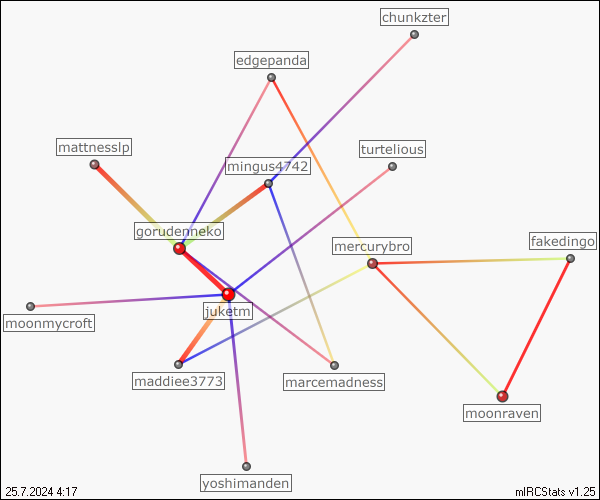 chunkzter
edgepanda
mattnesslp
turtelious
mingus4742
gorudenneko
mercurybro
fakedingo
juketm
moonmycroft
maddiee3773
marcemadness
moonraven
yoshimanden
25.7.2024 4:17
mIRCStats v1.25